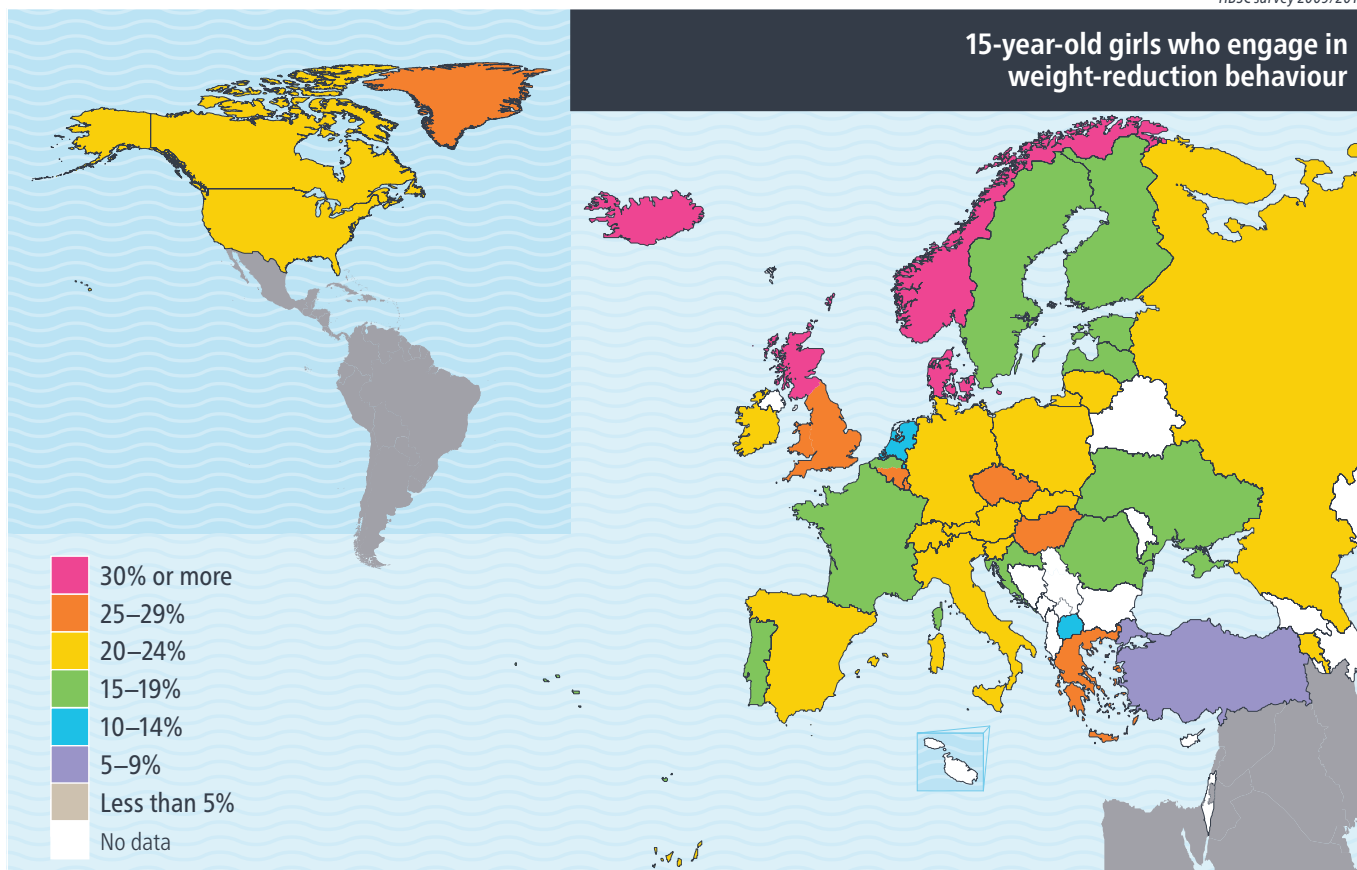 15-year-old girls who engage in
weight-reduction behaviour
30% or more
25–29%
20–24%
15–19%
10–14%
5–9%
Less than 5%
No data